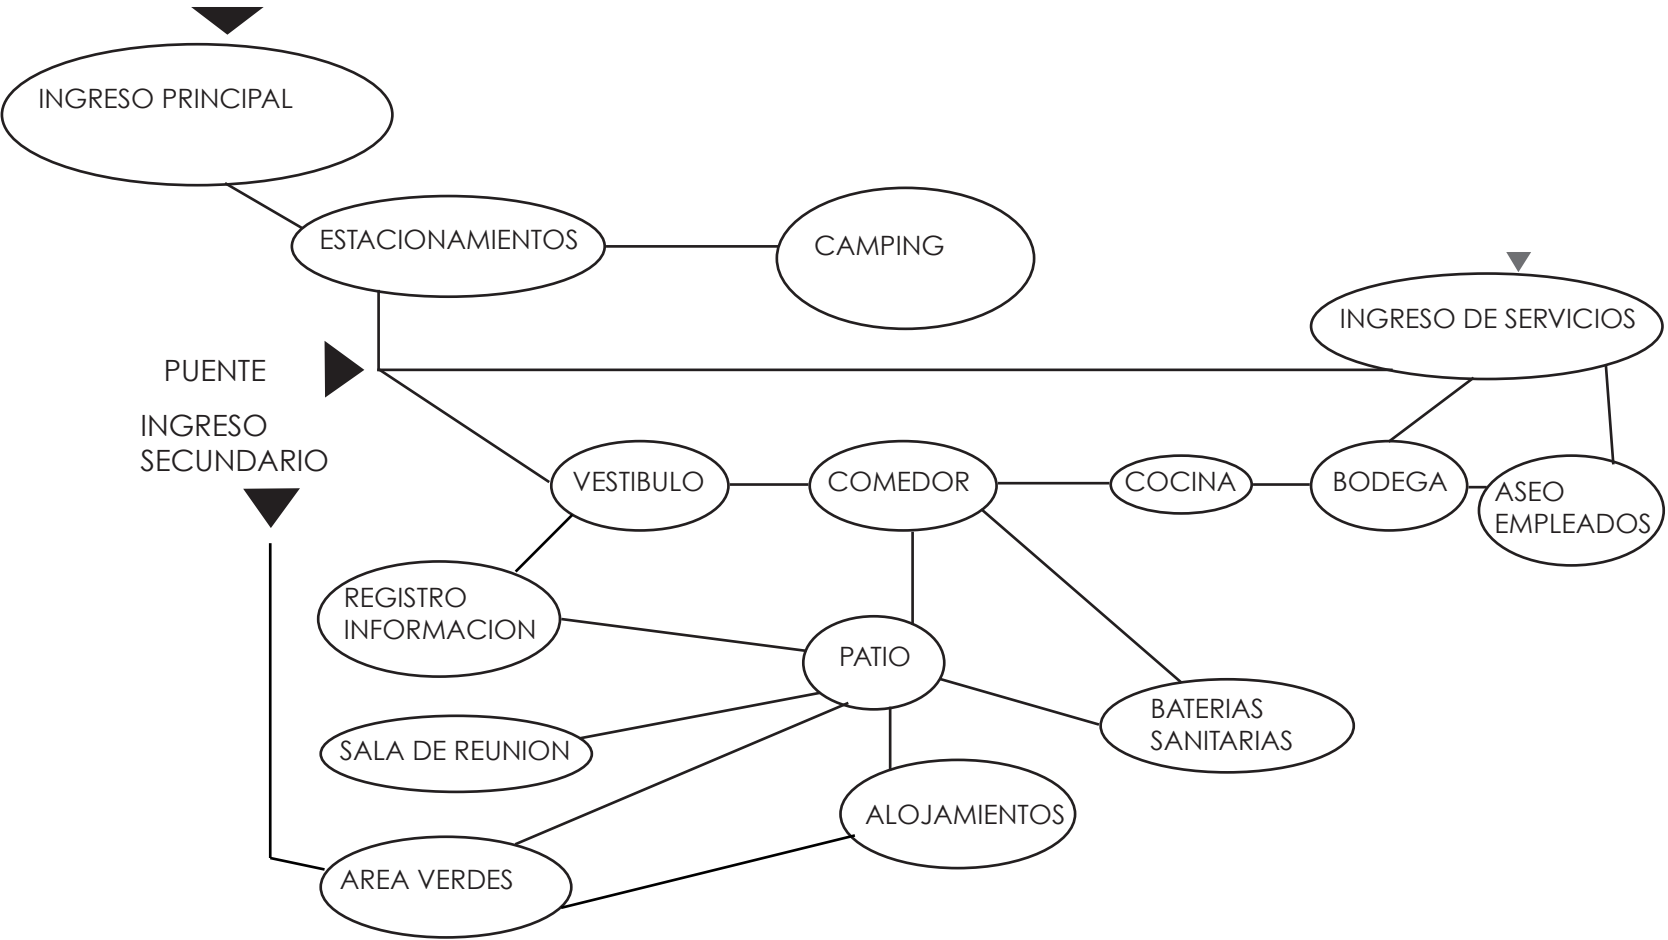 INGRESO PRINCIPAL
ESTACIONAMIENTOS
CAMPING
INGRESO DE SERVICIOS
PUENTE
INGRESO
SECUNDARIO
VESTIBULO
COMEDOR
COCINA
BODEGA
ASEO
EMPLEADOS
REGISTRO
INFORMACION
PATIO
BATERIAS
SANITARIAS
SALA DE REUNION
ALOJAMIENTOS
AREA VERDES